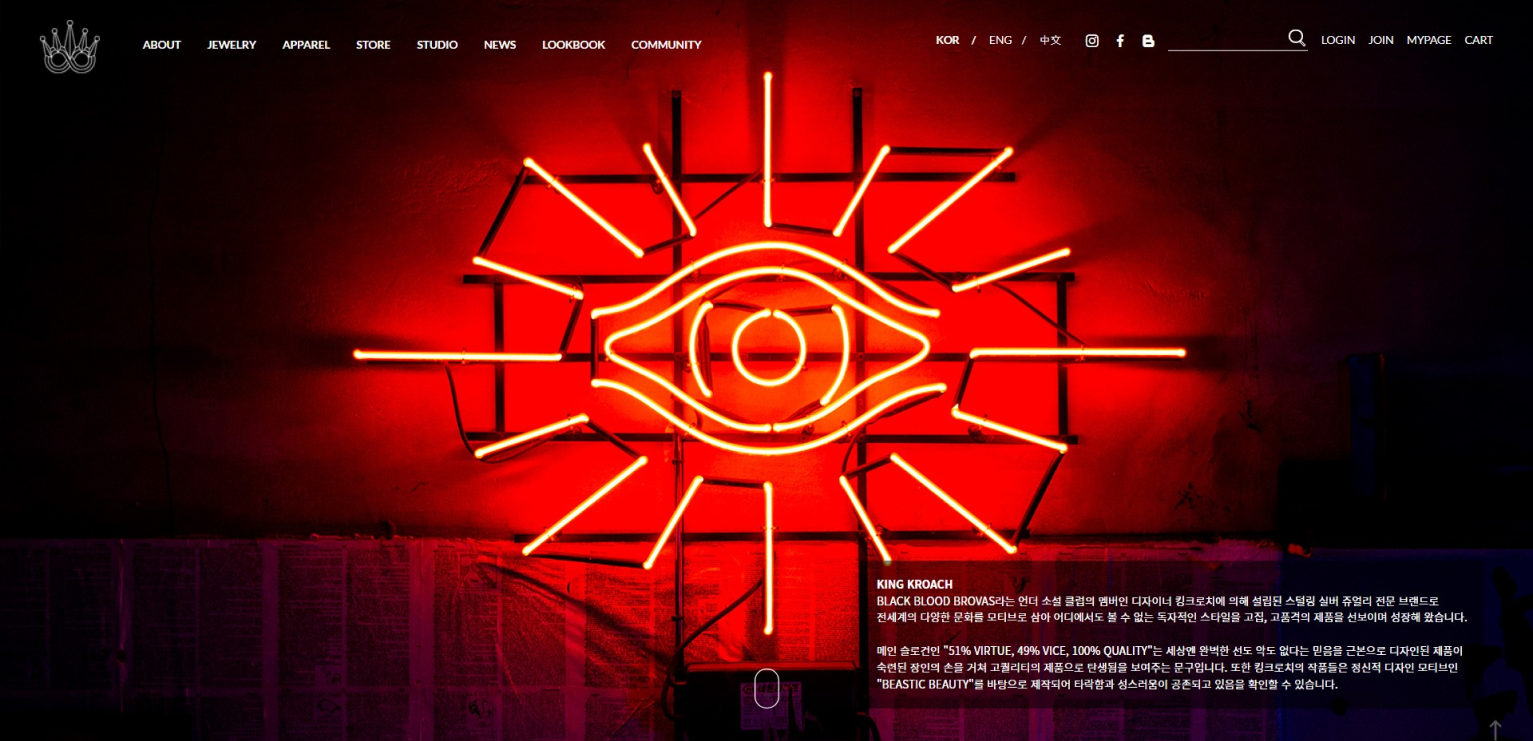 ABOUT JEWELRY APPAREL STORE STUDIO NEWS LOOKBOOK COMMUNITY
KOR / ENG / 中文
LOGIN JOIN MYPAGE CART
KING KROACH
BLACK BLOOD BROVAS라는 언더 소셜 클럽의 멤버인 디자이너 킹크로치에 의해 설립된 스털링 실버 쥬얼리 전문 브랜드로
전세계의 다양한 문화를 모티브로 삼아 어디에서도 볼 수 없는 독자적인 스타일을 고집, 고품격의 제품을 선보이며 성장해 왔습니다.
메인 슬로건인 "51% VIRTUE, 49% VICE, 100% QUALITY"는 세상엔 완벽한 선도 악도 없다는 믿음을 근본으로 디자인된 제품이
숙련된 장인의 손을 거쳐 고퀄리티의 제품으로 탄생됨을 보여주는 문구입니다. 또한 킹크로치의 작품들은 정신적 디자인 모티브인
"BEASTIC BEAUTY"를 바탕으로 제작되어 타락함과 성스러움이 공존되고 있음을 확인할 수 있습니다.